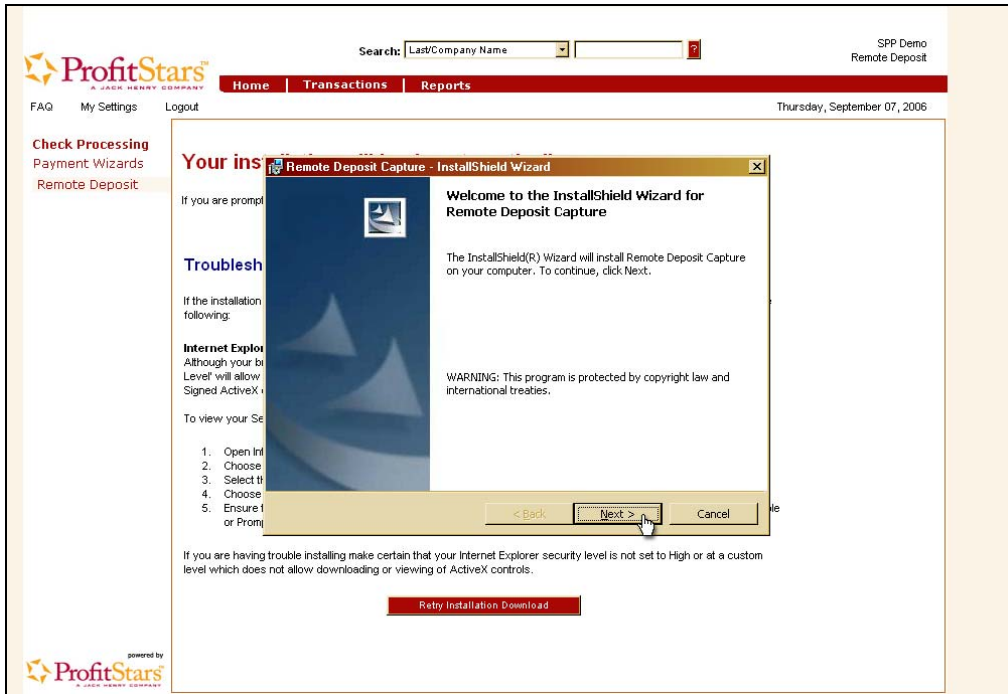 ProfitStars™
A JACK HENRY COMPANY
Search: Last/Company Name ?
SPP Demo
Remote Deposit
Home | Transactions | Reports
FAQ My Settings Logout
Thursday, September 07, 2006
Check Processing
Payment Wizards
Remote Deposit
Your ins
If you are prompt
Troublesh
If the installation
following:
Internet Explor
Although your br
Level' will allow
Signed ActiveX
To view your Se
1. Open Int
2. Choose
3. Select th
4. Choose
5. Ensure t
or Promp
ble
Remote Deposit Capture - InstallShield Wizard
Welcome to the InstallShield Wizard for
Remote Deposit Capture
The InstallShield(R) Wizard will install Remote Deposit Capture
on your computer. To continue, click Next.
WARNING: This program is protected by copyright law and
international treaties.
< Back Next > Cancel
If you are having trouble installing make certain that your Internet Explorer security level is not set to High or at a custom
level which does not allow downloading or viewing of ActiveX controls.
Retry Installation Download
powered by
ProfitStars™
A JACK HENRY COMPANY